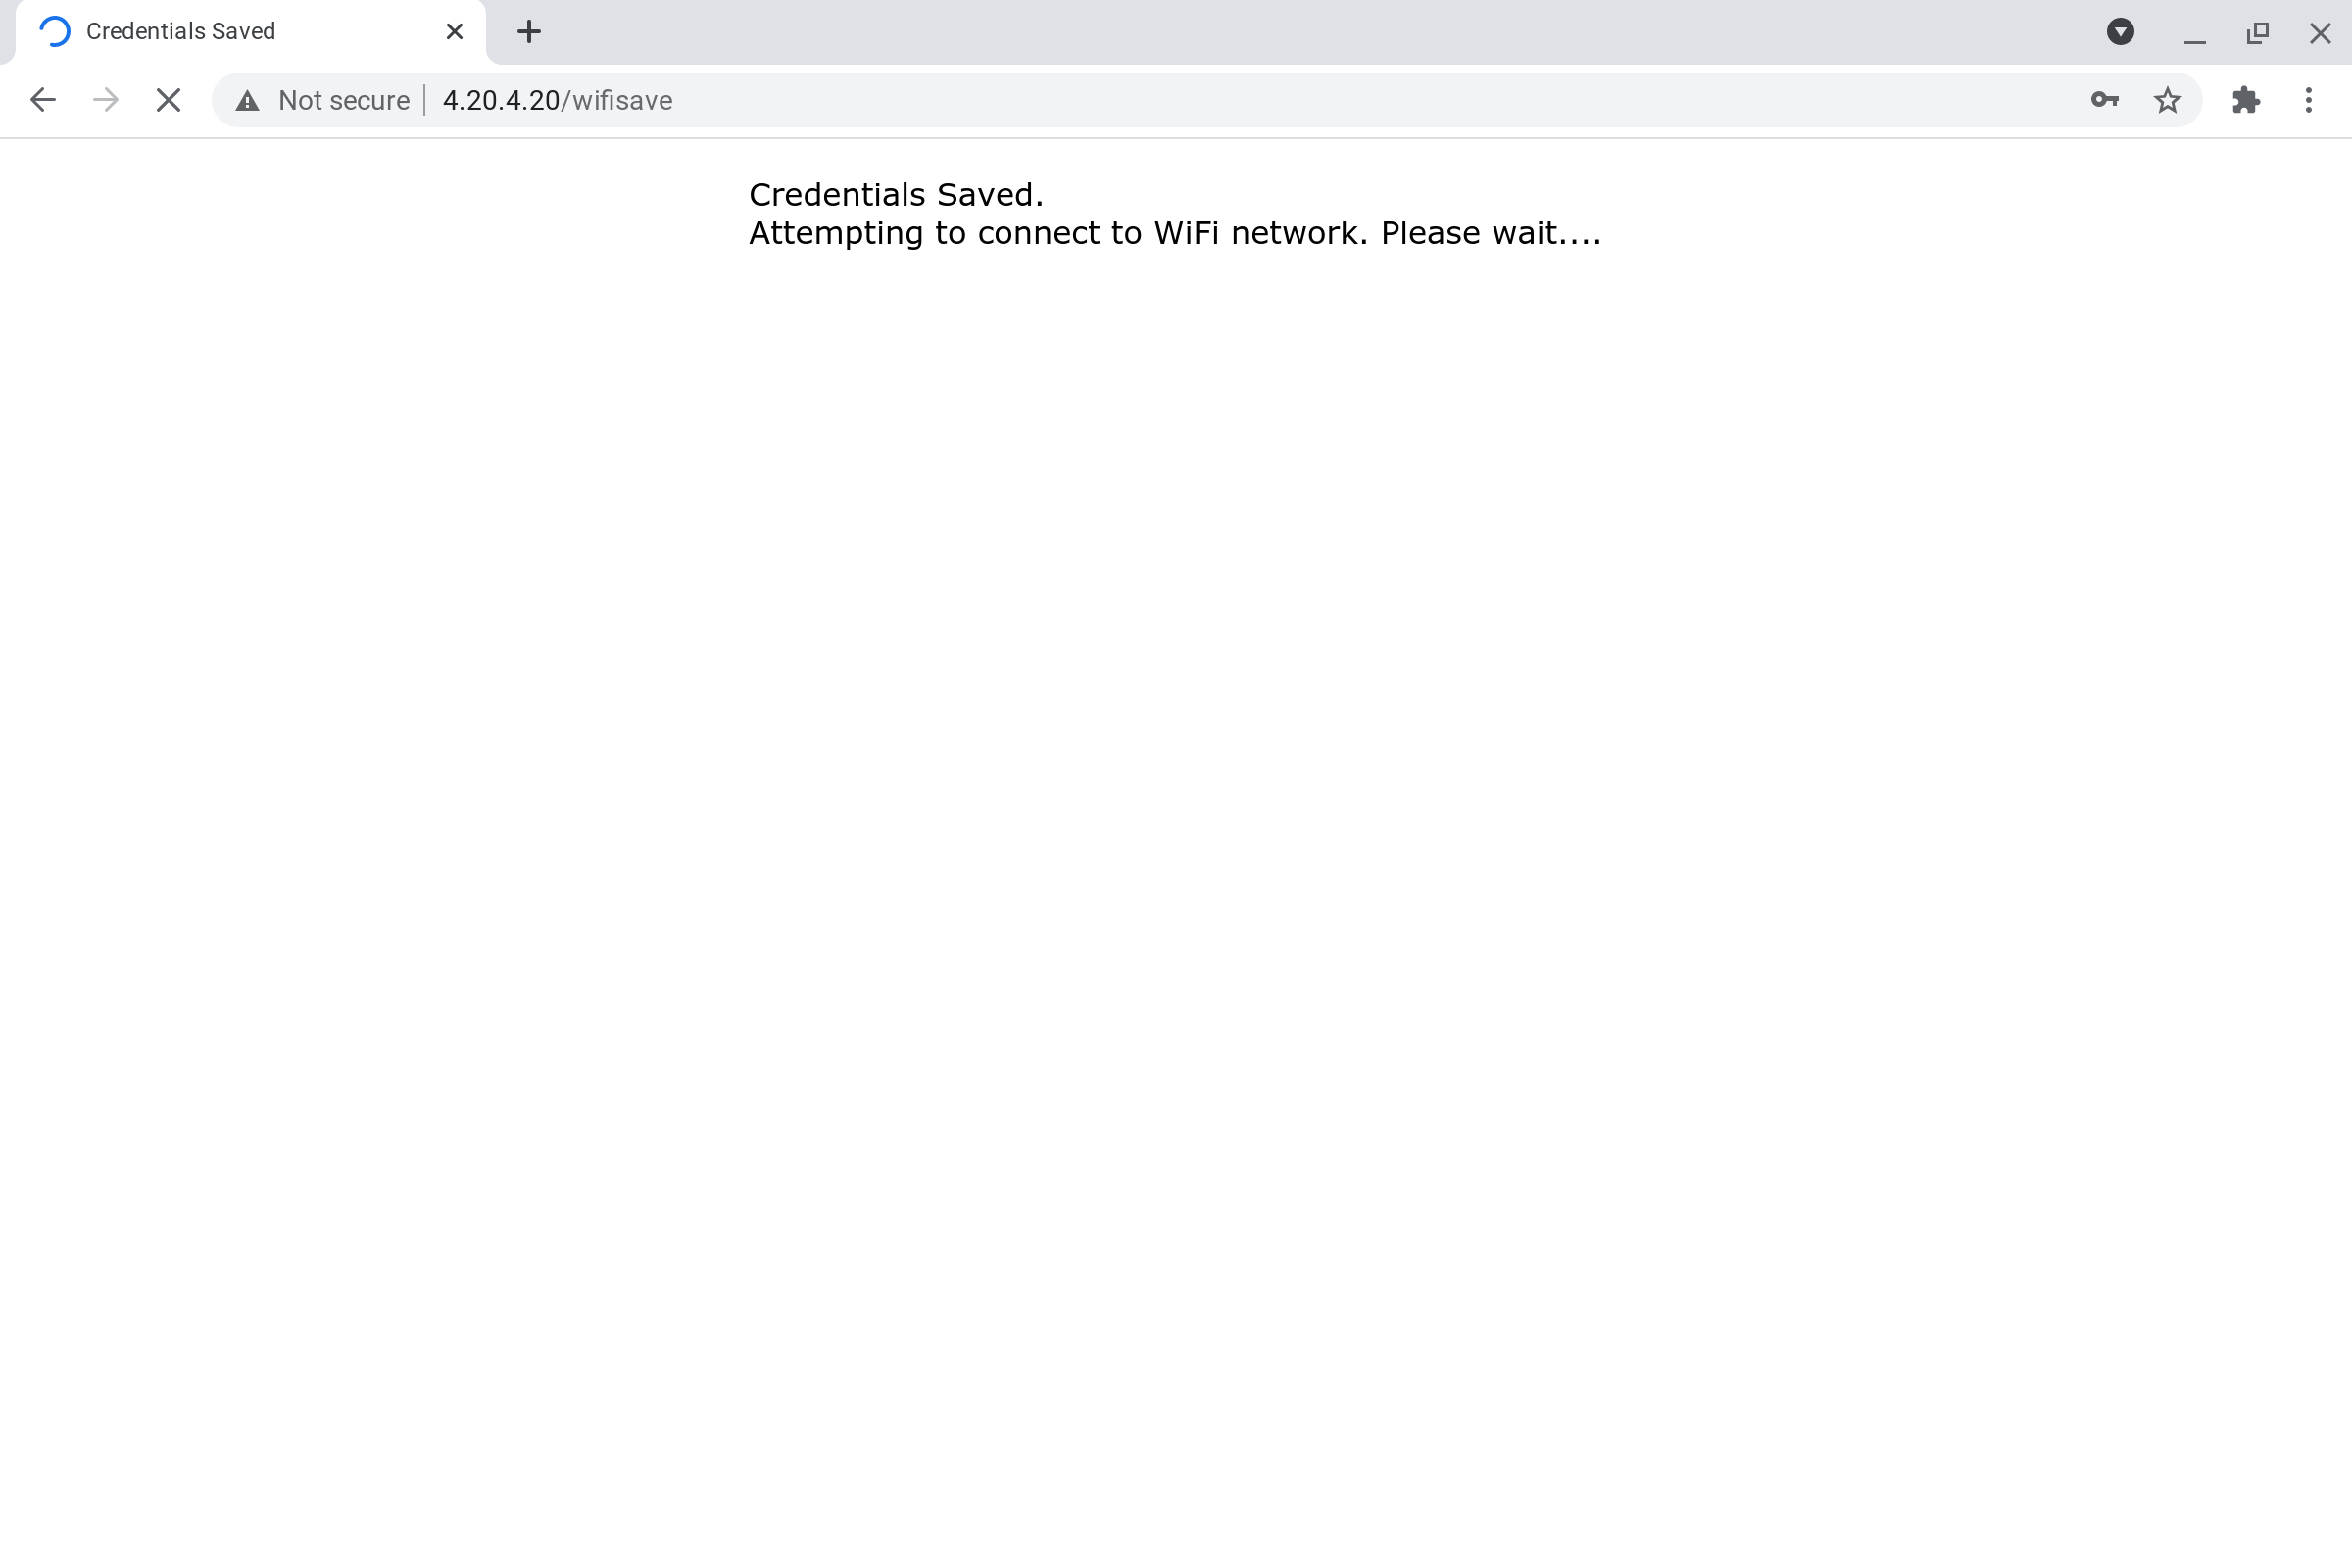 Credentials Saved
Not secure 4.20.4.20/wifisave
Credentials Saved.
Attempting to connect to WiFi network. Please wait....